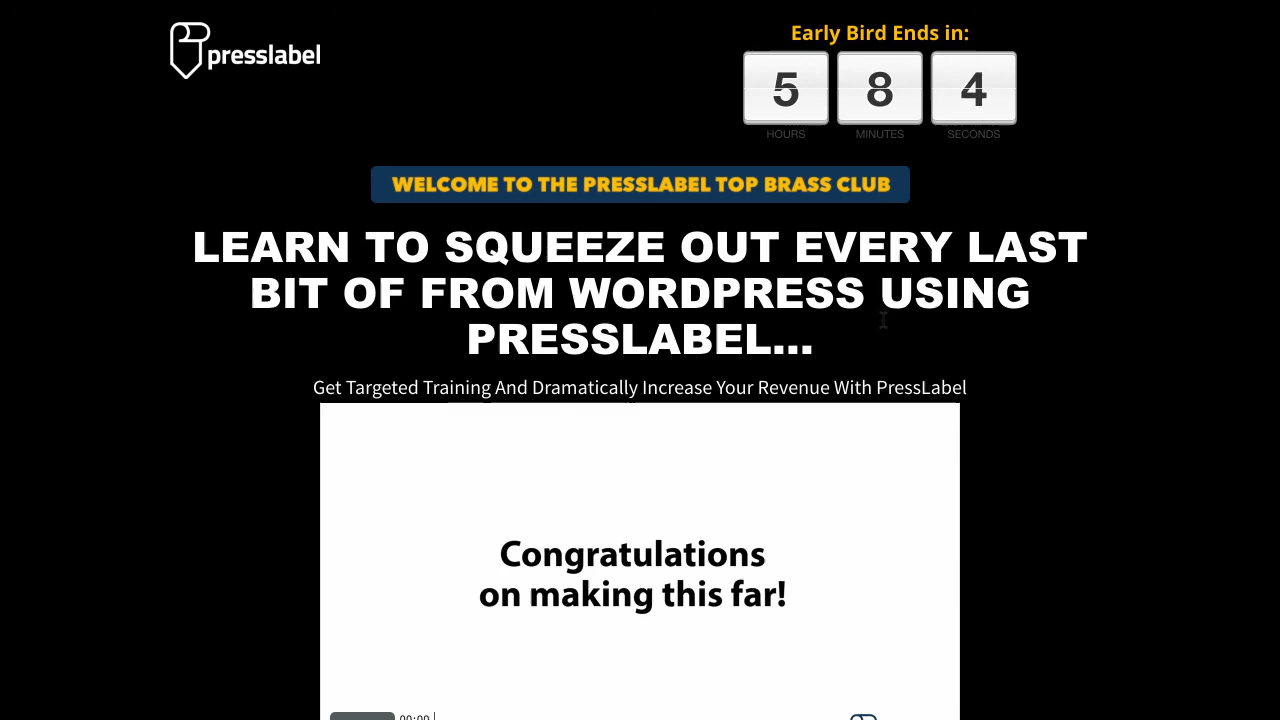 presslabel
Early Bird Ends in:
5 8 4
HOURS MINUTES SECONDS
WELCOME TO THE PRESSLABEL TOP BRASS CLUB
LEARN TO SQUEEZE OUT EVERY LAST
BIT OF FROM WORDPRESS USING
PRESSLABEL...
Get Targeted Training And Dramatically Increase Your Revenue With PressLabel
Congratulations
on making this far!
00:00